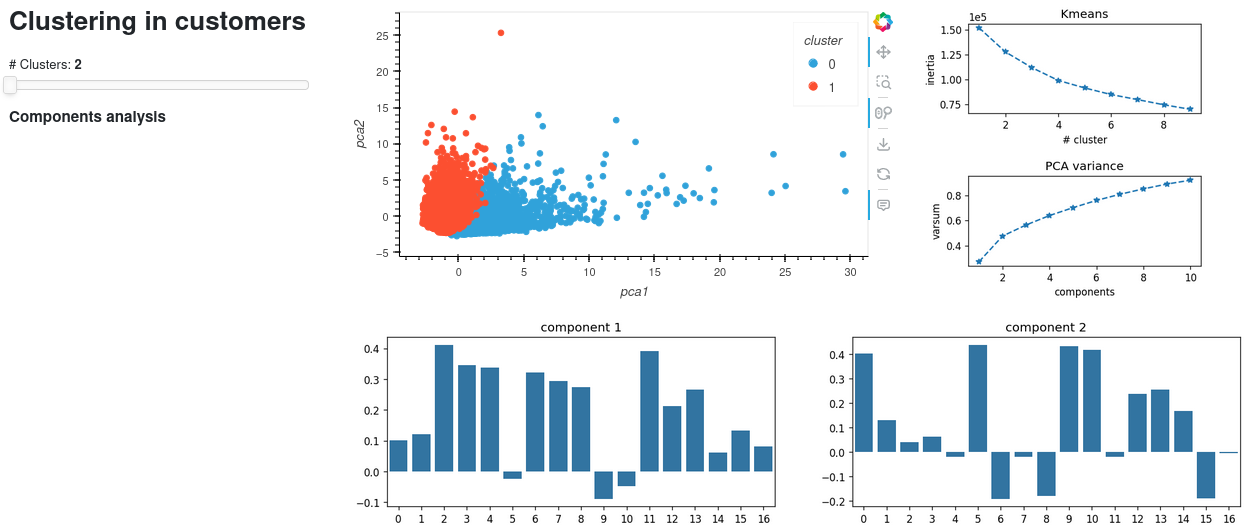 Clustering in customers
# Clusters: 2
Components analysis
25
20
15
10
5
0
−5
pca2
0 5 10 15 20 25 30
pca1
cluster
0
1
Kmeans
1e5
1.50
1.25
1.00
0.75
inertia
2 4 6 8
# cluster
PCA variance
0.8
0.6
0.4
varsum
2 4 6 8 10
components
component 1
0.4
0.3
0.2
0.1
0.0
−0.1
0 1 2 3 4 5 6 7 8 9 10 11 12 13 14 15 16
component 2
0.4
0.3
0.2
0.1
0.0
−0.1
−0.2
0 1 2 3 4 5 6 7 8 9 10 11 12 13 14 15 16